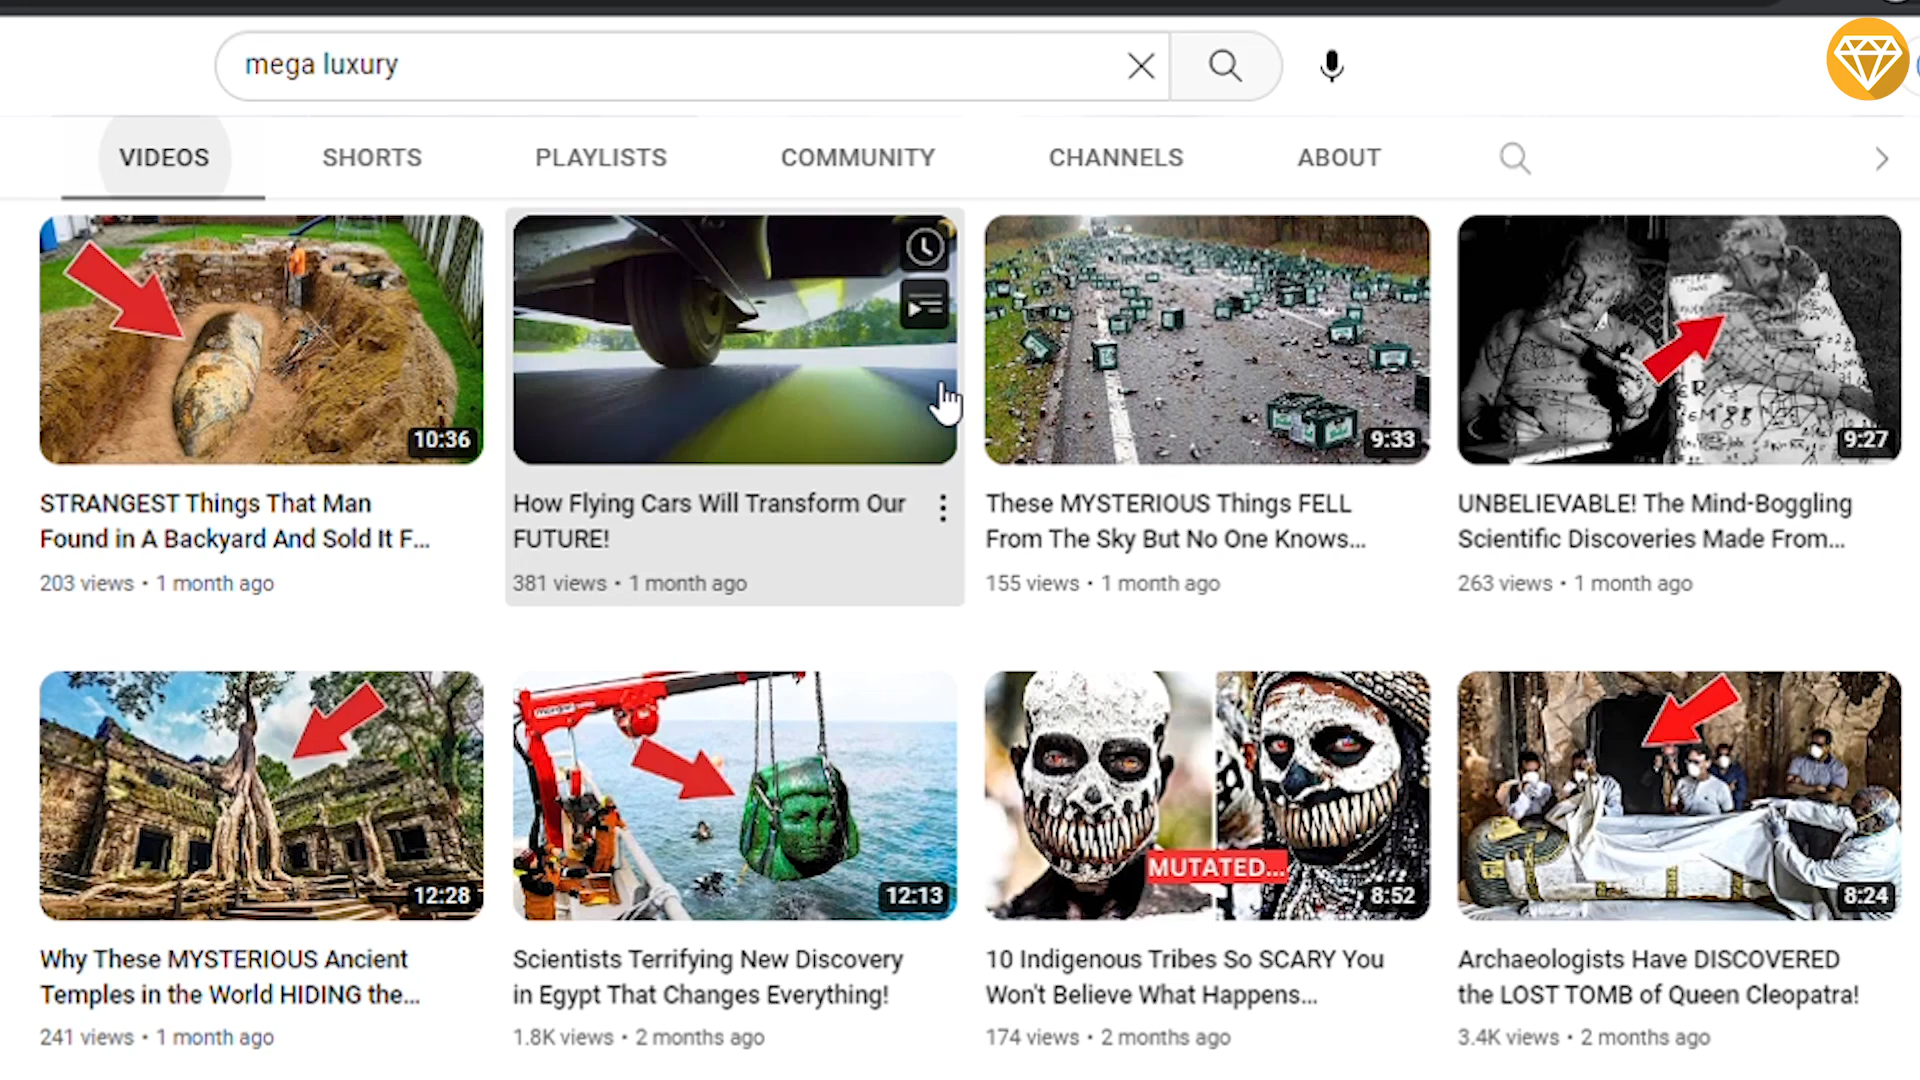 mega luxury
VIDEOS
SHORTS
PLAYLISTS
COMMUNITY
CHANNELS
ABOUT
10:36
9:33
9:27
STRANGEST Things That Man
Found in A Backyard And Sold It F...
203 views • 1 month ago
How Flying Cars Will Transform Our
FUTURE!
381 views • 1 month ago
These MYSTERIOUS Things FELL
From The Sky But No One Knows...
155 views • 1 month ago
UNBELIEVABLE! The Mind-Boggling
Scientific Discoveries Made From...
263 views • 1 month ago
12:28
12:13
MUTATED...
8:52
8:24
Why These MYSTERIOUS Ancient
Temples in the World HIDING the...
241 views • 1 month ago
Scientists Terrifying New Discovery
in Egypt That Changes Everything!
1.8K views • 2 months ago
10 Indigenous Tribes So SCARY You
Won't Believe What Happens...
174 views • 2 months ago
Archaeologists Have DISCOVERED
the LOST TOMB of Queen Cleopatra!
3.4K views • 2 months ago